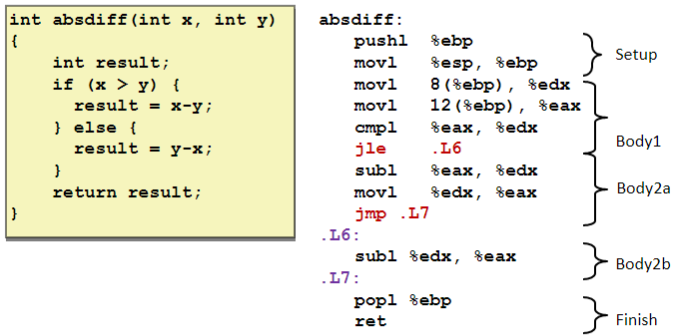 int absdiff(int x, int y)
{
    int result;
    if (x > y) {
      result = x-y;
    } else {
      result = y-x;
    }
    return result;
}
absdiff:
    pushl  %ebp
    movl   %esp, %ebp
    movl   8(%ebp), %edx
    movl   12(%ebp), %eax
    cmpl   %eax, %edx
    jle    .L6
    subl   %eax, %edx
    movl   %edx, %eax
    jmp .L7
.L6:
    subl %edx, %eax
.L7:
    popl %ebp
    ret
Setup
Body1
Body2a
Body2b
Finish